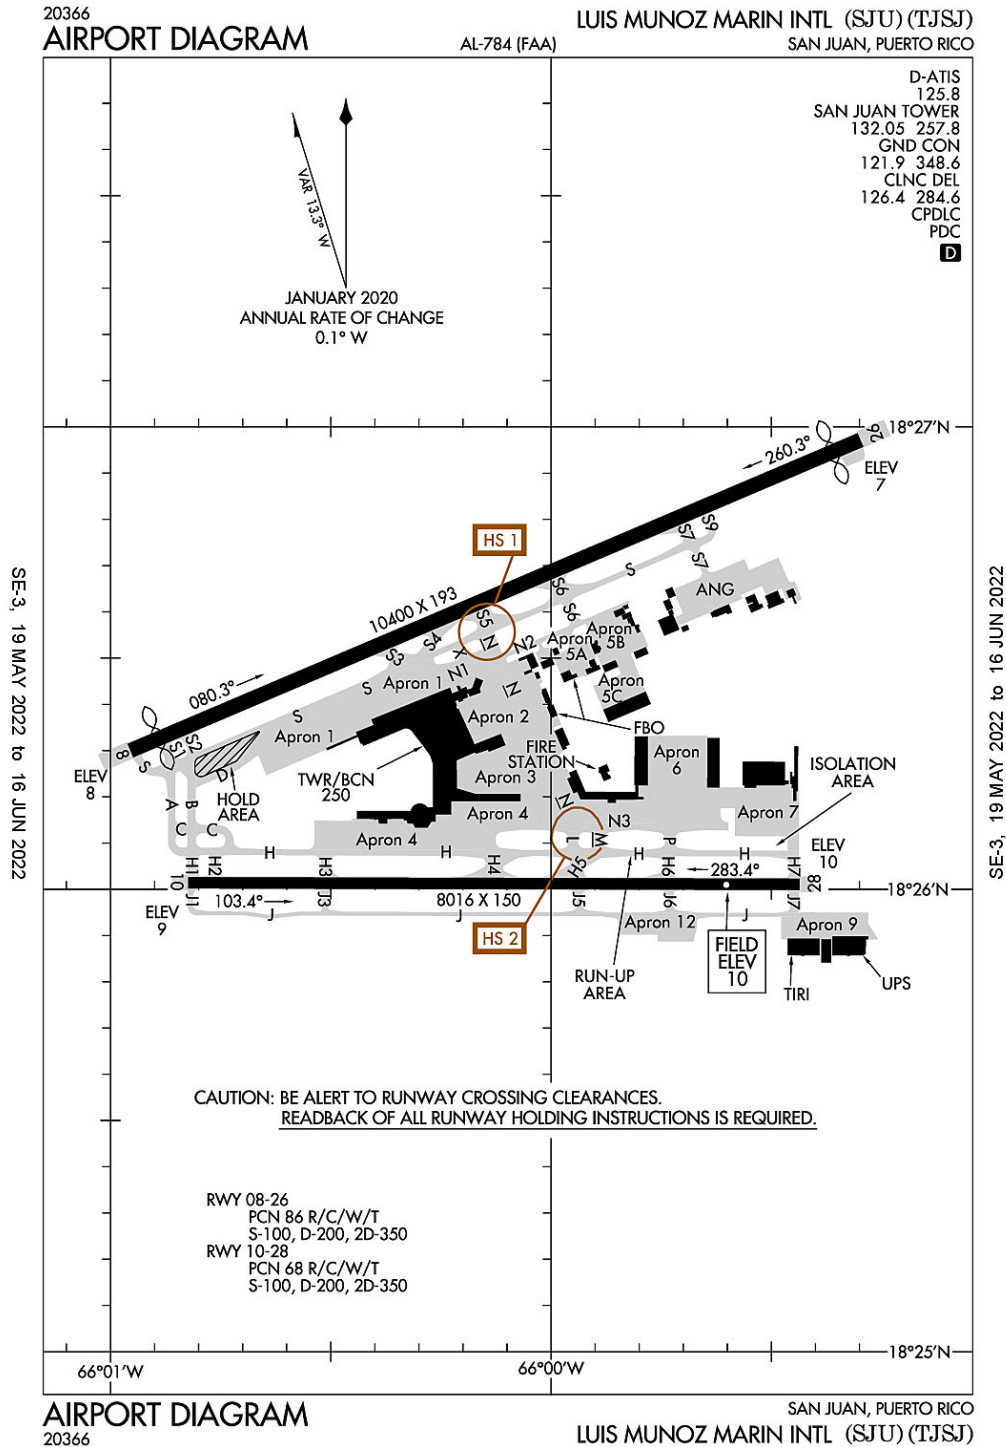 20366
LUIS MUNOZ MARIN INTL (SJU) (TJSJ)
AIRPORT DIAGRAM
AL-784 (FAA)
SAN JUAN, PUERTO RICO
D-ATIS
125.8
SAN JUAN TOWER
132.05 257.8
GND CON
121.9 348.6
CLNC DEL
126.4 284.6
CPDLC
PDC
D
VAR 13.3° W
JANUARY 2020
ANNUAL RATE OF CHANGE
0.1° W
SE-3, 19 MAY 2022 to 16 JUN 2022
SE-3, 19 MAY 2022 to 16 JUN 2022
18°27'N
26
260.3°
ELEV
7
HS 1
S9
S7
S7
S
ANG
S6
S6
10400 X 193
S5
S4
S3
N
N2
X
N1
N
Apron
5A
Apron
5B
Apron
5C
Apron 1
S
S
080.3°
Apron 1
Apron 2
FBO
FIRE
STATION
Apron
6
Apron 3
TWR/BCN
250
8
S1
S2
S
ELEV
8
D
HOLD
AREA
ISOLATION
AREA
A
B
C
C
Apron 4
Apron 4
N
N3
Apron 7
L
M
P
H
H
H
H
ELEV
10
H1
H2
H3
H4
H5
H6
H7
283.4°
10
28
18°26'N
103.4°
8016 X 150
ELEV
9
J1
J3
J5
J6
J7
J
J
J
HS 2
Apron 12
Apron 9
FIELD
ELEV
10
RUN-UP
AREA
TIRI
UPS
CAUTION: BE ALERT TO RUNWAY CROSSING CLEARANCES.
READBACK OF ALL RUNWAY HOLDING INSTRUCTIONS IS REQUIRED.
RWY 08-26
PCN 86 R/C/W/T
S-100, D-200, 2D-350
RWY 10-28
PCN 68 R/C/W/T
S-100, D-200, 2D-350
18°25'N
66°01'W
66°00'W
AIRPORT DIAGRAM
SAN JUAN, PUERTO RICO
20366
LUIS MUNOZ MARIN INTL (SJU) (TJSJ)